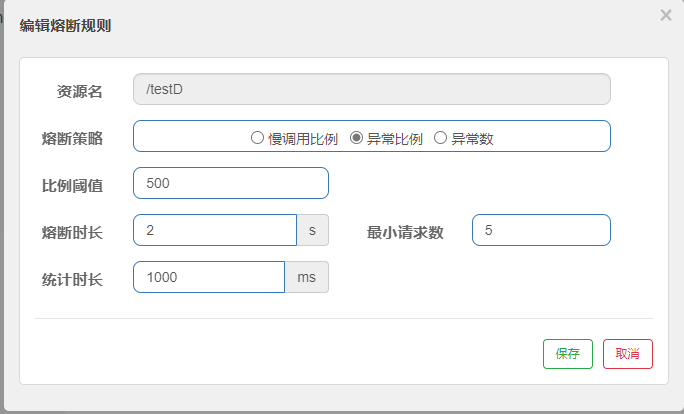 编辑熔断规则
资源名 /testD
熔断策略 慢调用比例 异常比例 异常数
比例阈值 500
熔断时长 2 s 最小请求数 5
统计时长 1000 ms
保存 取消